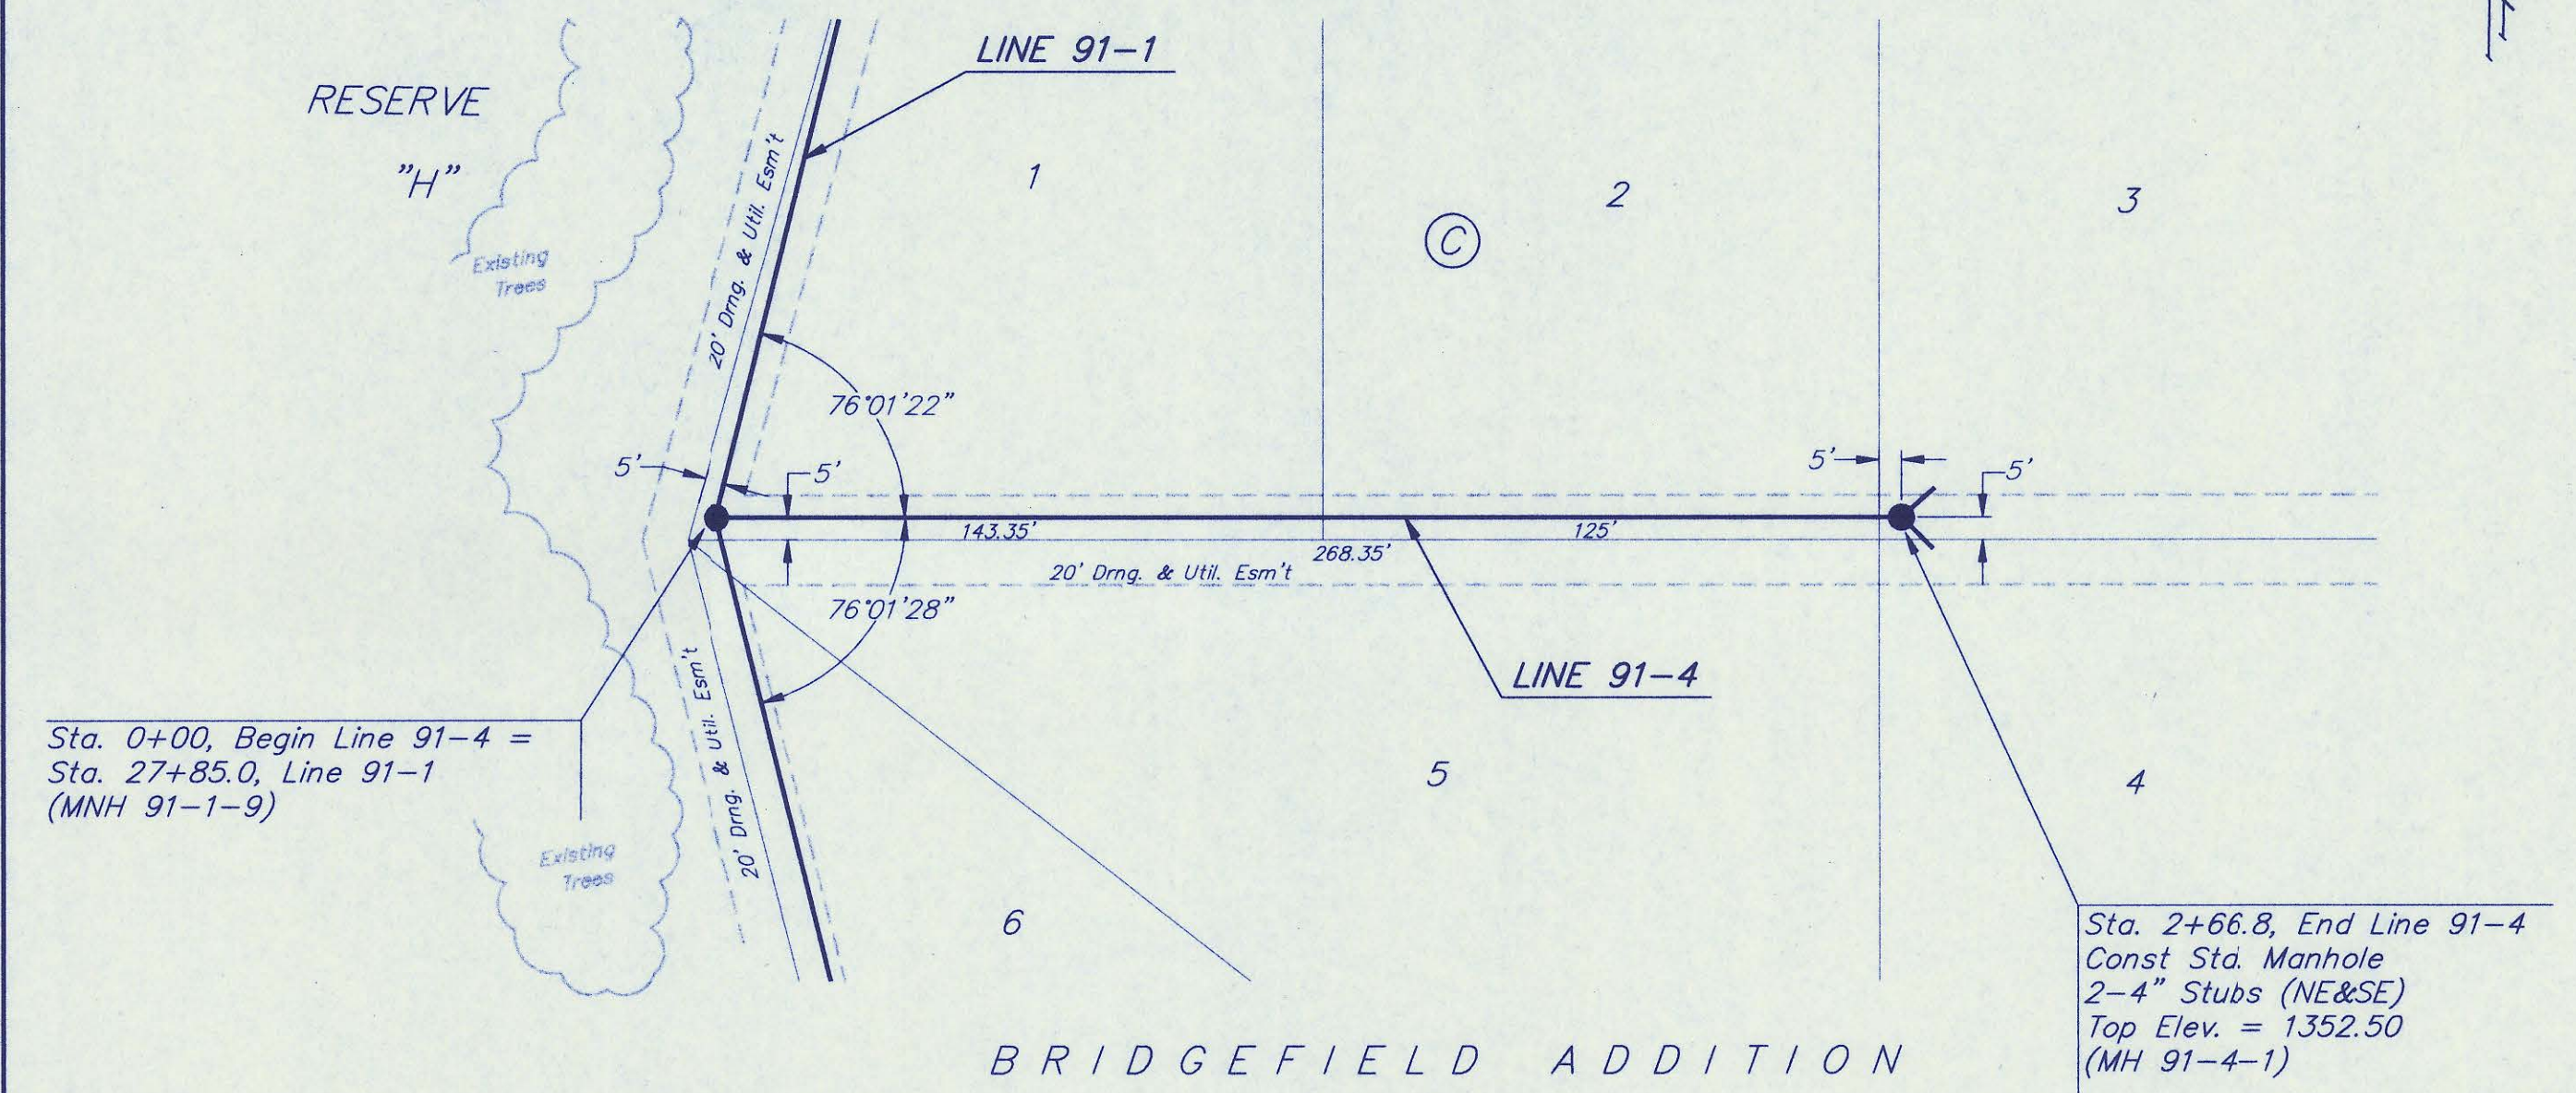 LINE 91-1
RESERVE
"H"
1
2
3
C
20' Drng. & Util. Esm't
Existing
Trees
76°01'22"
5'
5'
5'
5'
143.35'
125'
268.35'
20' Drng. & Util. Esm't
76°01'28"
LINE 91-4
20' Drng. & Util. Esm't
Sta. 0+00, Begin Line 91-4 =
Sta. 27+85.0, Line 91-1
(MNH 91-1-9)
5
4
Existing
Trees
6
Sta. 2+66.8, End Line 91-4
Const Std. Manhole
2-4" Stubs (NE&SE)
Top Elev. = 1352.50
(MH 91-4-1)
BRIDGEFIELD ADDITION